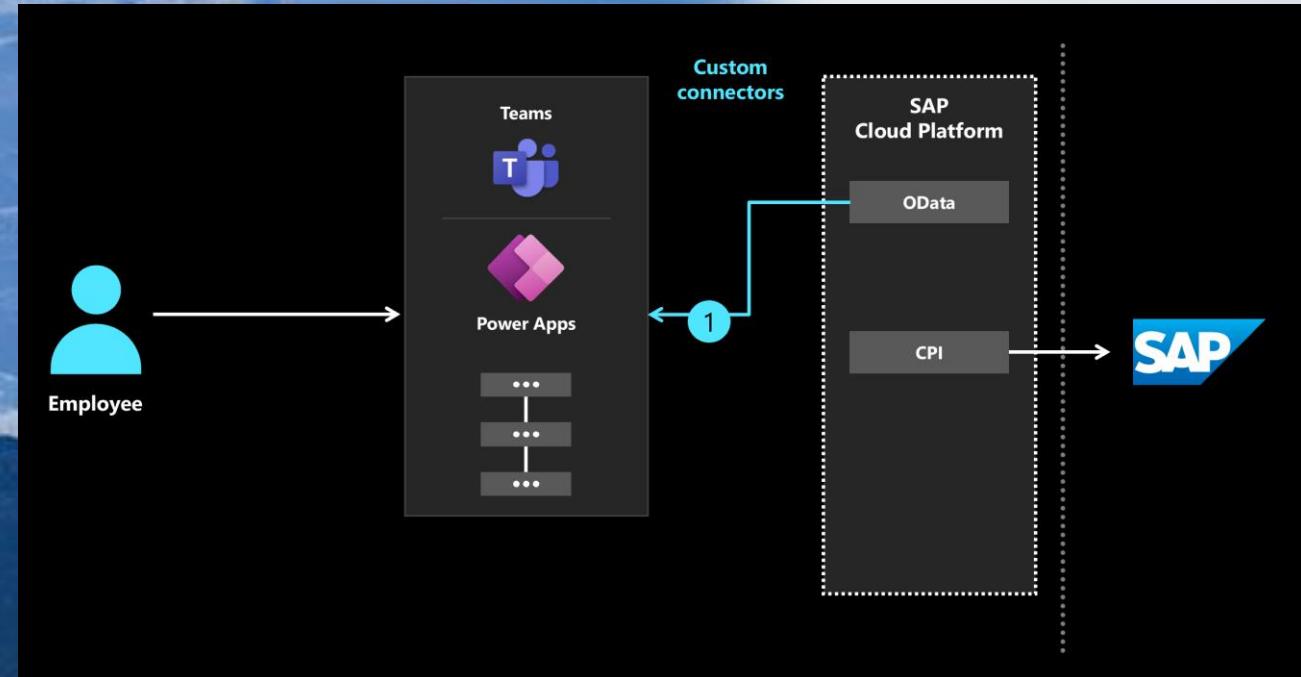 Custom
connectors
Teams
T
SAP
Cloud Platform
OData
Power Apps
1
CPI
SAP
Employee